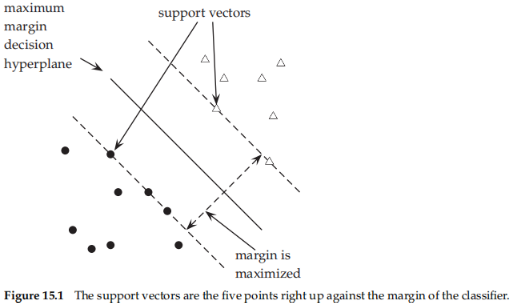 maximum
margin
decision
hyperplane
support vectors
margin is
maximized
Figure 15.1 The support vectors are the five points right up against the margin of the classifier.